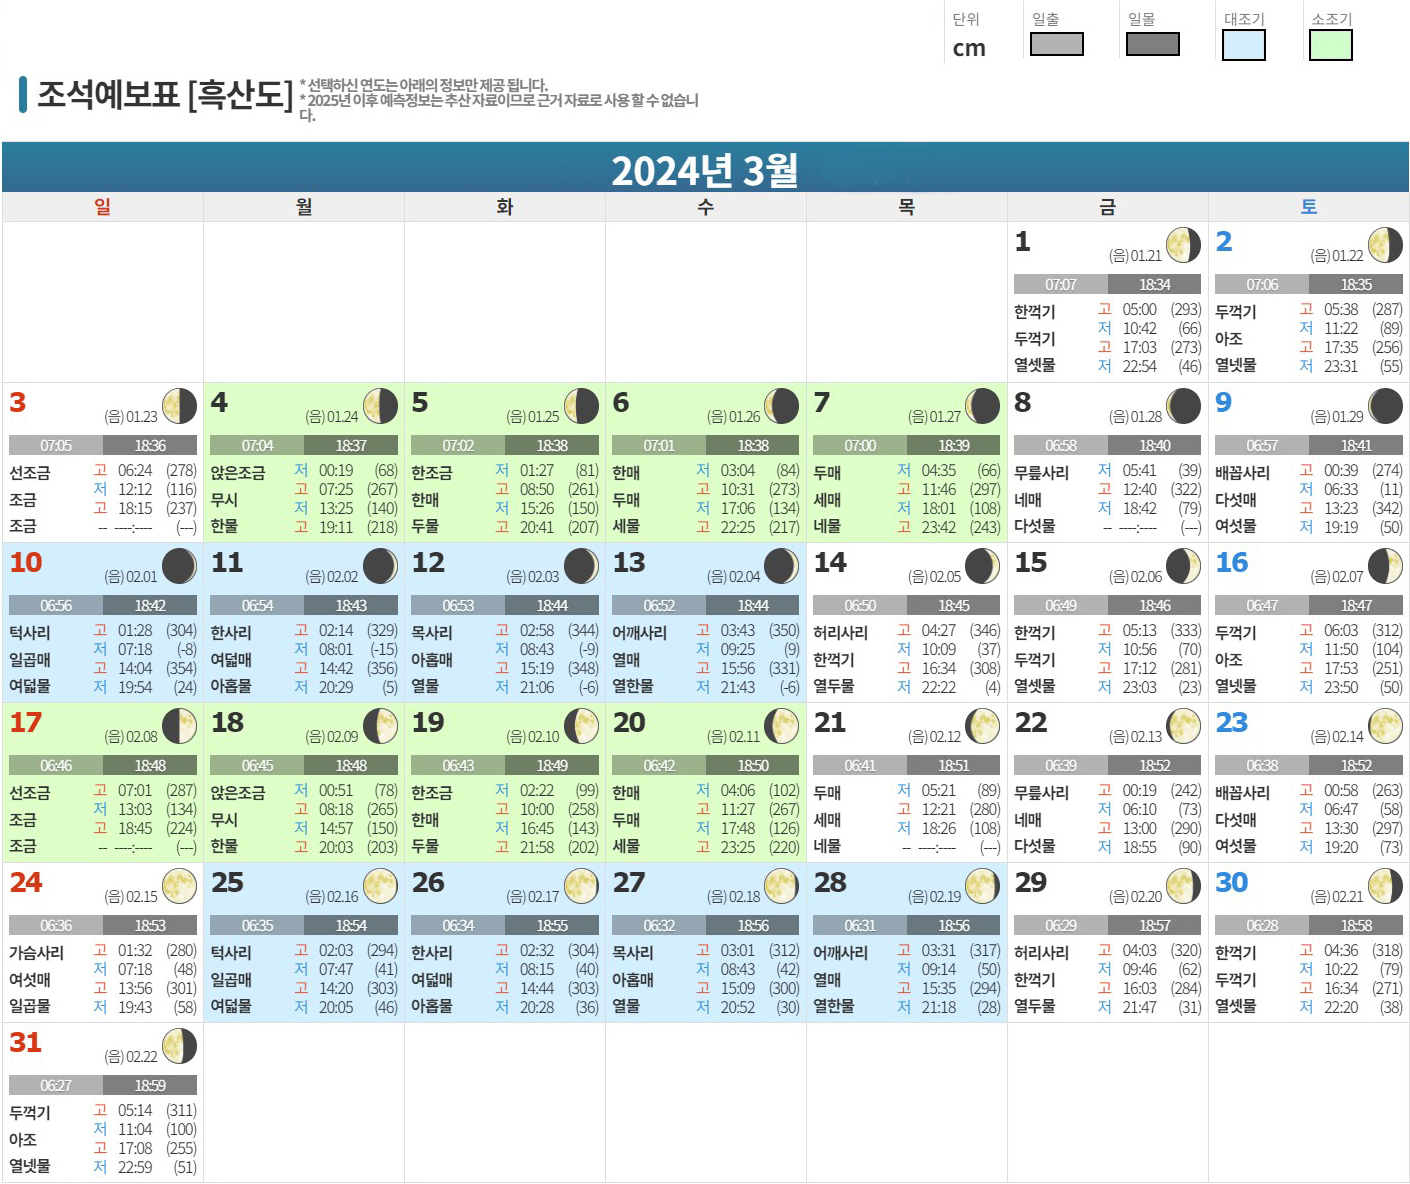 단위 일출 일몰 대조기 소조기
cm
조석예보표 [흑산도]
* 선택하신 연도는 아래의 정보만 제공 됩니다.
* 2025년 이후 예측정보는 추산 자료이므로 근거 자료로 사용 할 수 없습니
다.
2024년 3월
일 월 화 수 목 금 토
1 (음) 01.21
07:07 18:34
한꺽기
두꺽기
열셋물
고 05:00 (293)
저 10:42 (66)
고 17:03 (273)
저 22:54 (46)
2 (음) 01.22
07:06 18:35
두꺽기
아조
열넷물
고 05:38 (287)
저 11:22 (89)
고 17:35 (256)
저 23:31 (55)
3 (음) 01.23
07:05 18:36
선조금
조금
조금
고 06:24 (278)
저 12:12 (116)
고 18:15 (237)
-- ----:---- (---)
4 (음) 01.24
07:04 18:37
앉은조금
무시
한물
저 00:19 (68)
고 07:25 (267)
저 13:25 (140)
고 19:11 (218)
5 (음) 01.25
07:02 18:38
한조금
한매
두물
저 01:27 (81)
고 08:50 (261)
저 15:26 (150)
고 20:41 (207)
6 (음) 01.26
07:01 18:38
한매
두매
세물
저 03:04 (84)
고 10:31 (273)
저 17:06 (134)
고 22:25 (217)
7 (음) 01.27
07:00 18:39
두매
세매
네물
저 04:35 (66)
고 11:46 (297)
저 18:01 (108)
고 23:42 (243)
8 (음) 01.28
06:58 18:40
무릎사리
네매
다섯물
저 05:41 (39)
고 12:40 (322)
저 18:42 (79)
-- ----:---- (---)
9 (음) 01.29
06:57 18:41
배꼽사리
다섯매
여섯물
고 00:39 (274)
저 06:33 (11)
고 13:23 (342)
저 19:19 (50)
10 (음) 02.01
06:56 18:42
턱사리
일곱매
여덟물
고 01:28 (304)
저 07:18 (-8)
고 14:04 (354)
저 19:54 (24)
11 (음) 02.02
06:54 18:43
한사리
여덟매
아홉물
고 02:14 (329)
저 08:01 (-15)
고 14:42 (356)
저 20:29 (5)
12 (음) 02.03
06:53 18:44
목사리
아홉매
열물
고 02:58 (344)
저 08:43 (-9)
고 15:19 (348)
저 21:06 (-6)
13 (음) 02.04
06:52 18:44
어깨사리
열매
열한물
고 03:43 (350)
저 09:25 (9)
고 15:56 (331)
저 21:43 (-6)
14 (음) 02.05
06:50 18:45
허리사리
한꺽기
열두물
고 04:27 (346)
저 10:09 (37)
고 16:34 (308)
저 22:22 (4)
15 (음) 02.06
06:49 18:46
한꺽기
두꺽기
열셋물
고 05:13 (333)
저 10:56 (70)
고 17:12 (281)
저 23:03 (23)
16 (음) 02.07
06:47 18:47
두꺽기
아조
열넷물
고 06:03 (312)
저 11:50 (104)
고 17:53 (251)
저 23:50 (50)
17 (음) 02.08
06:46 18:48
선조금
조금
조금
고 07:01 (287)
저 13:03 (134)
고 18:45 (224)
-- ----:---- (---)
18 (음) 02.09
06:45 18:48
앉은조금
무시
한물
저 00:51 (78)
고 08:18 (265)
저 14:57 (150)
고 20:03 (203)
19 (음) 02.10
06:43 18:49
한조금
한매
두물
저 02:22 (99)
고 10:00 (258)
저 16:45 (143)
고 21:58 (202)
20 (음) 02.11
06:42 18:50
한매
두매
세물
저 04:06 (102)
고 11:27 (267)
저 17:48 (126)
고 23:25 (220)
21 (음) 02.12
06:41 18:51
두매
세매
네물
저 05:21 (89)
고 12:21 (280)
저 18:26 (108)
-- ----:---- (---)
22 (음) 02.13
06:39 18:52
무릎사리
네매
다섯물
고 00:19 (242)
저 06:10 (73)
고 13:00 (290)
저 18:55 (90)
23 (음) 02.14
06:38 18:52
배꼽사리
다섯매
여섯물
고 00:58 (263)
저 06:47 (58)
고 13:30 (297)
저 19:20 (73)
24 (음) 02.15
06:36 18:53
가슴사리
여섯매
일곱물
고 01:32 (280)
저 07:18 (48)
고 13:56 (301)
저 19:43 (58)
25 (음) 02.16
06:35 18:54
턱사리
일곱매
여덟물
고 02:03 (294)
저 07:47 (41)
고 14:20 (303)
저 20:05 (46)
26 (음) 02.17
06:34 18:55
한사리
여덟매
아홉물
고 02:32 (304)
저 08:15 (40)
고 14:44 (303)
저 20:28 (36)
27 (음) 02.18
06:32 18:56
목사리
아홉매
열물
고 03:01 (312)
저 08:43 (42)
고 15:09 (300)
저 20:52 (30)
28 (음) 02.19
06:31 18:56
어깨사리
열매
열한물
고 03:31 (317)
저 09:14 (50)
고 15:35 (294)
저 21:18 (28)
29 (음) 02.20
06:29 18:57
허리사리
한꺽기
열두물
고 04:03 (320)
저 09:46 (62)
고 16:03 (284)
저 21:47 (31)
30 (음) 02.21
06:28 18:58
한꺽기
두꺽기
열셋물
고 04:36 (318)
저 10:22 (79)
고 16:34 (271)
저 22:20 (38)
31 (음) 02.22
06:27 18:59
두꺽기
아조
열넷물
고 05:14 (311)
저 11:04 (100)
고 17:08 (255)
저 22:59 (51)